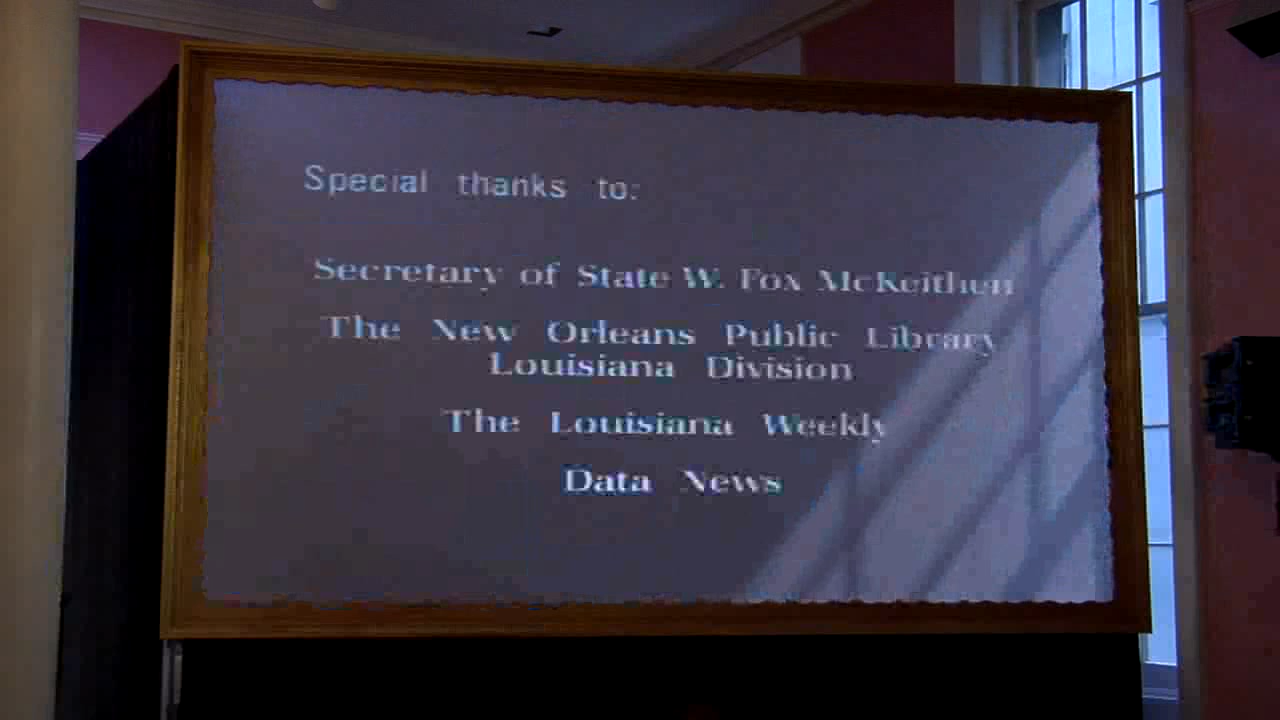 Special thanks to:
Secretary of State W. Fox McKeithen
The New Orleans Public Library
Louisiana Division
The Louisiana Weekly
Data News